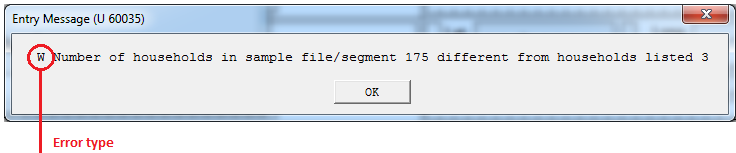 Entry Message (U 60035)
W Number of households in sample file/segment 175 different from households listed 3
OK
Error type